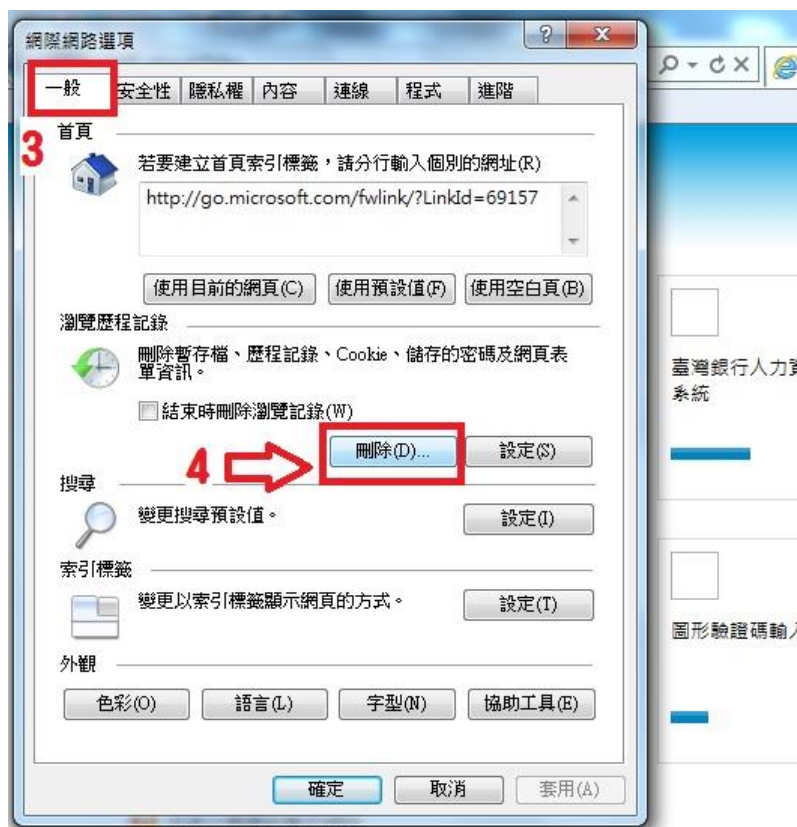 網際網路選項
一般 安全性 隱私權 內容 連線 程式 進階
3
首頁
若要建立首頁索引標籤，請分行輸入個別的網址(R)
http://go.microsoft.com/fwlink/?LinkId=69157
使用目前的網頁(C) 使用預設值(F) 使用空白頁(B)
瀏覽歷程記錄
刪除暫存檔、歷程記錄、Cookie、儲存的密碼及網頁表
單資訊。
結束時刪除瀏覽記錄(W)
4
刪除(D)... 設定(S)
搜尋
變更搜尋預設值。
設定(I)
索引標籤
變更以索引標籤顯示網頁的方式。
設定(T)
外觀
色彩(O) 語言(L) 字型(N) 協助工具(E)
確定 取消 套用(A)
臺灣銀行人力
系統
圖形驗證碼輸